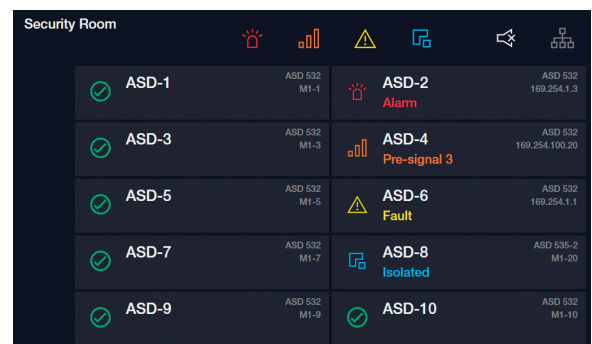 Security Room
ASD-1
ASD 532
M1-1
ASD-2
Alarm
ASD 532
169.254.1.3
ASD-3
ASD 532
M1-3
ASD-4
Pre-signal 3
ASD 532
169.254.100.20
ASD-5
ASD 532
M1-5
ASD-6
Fault
ASD 532
169.254.1.1
ASD-7
ASD 532
M1-7
ASD-8
Isolated
ASD 535-2
M1-20
ASD-9
ASD 532
M1-9
ASD-10
ASD 532
M1-10